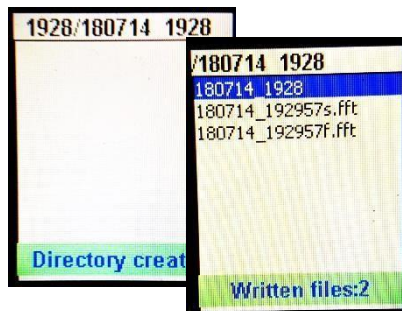 1928/180714 1928
Directory creat
/180714 1928
180714_1928
180714_192957s.fft
180714_192957f.fft
Written files:2